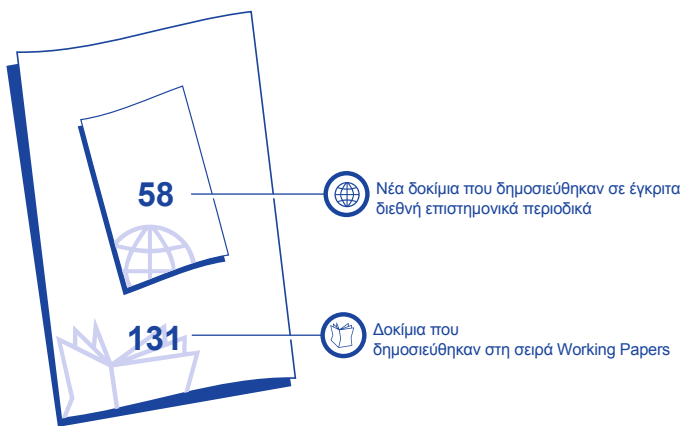 58
Νέα δοκίμια που δημοσιεύθηκαν σε έγκριτα
διεθνή επιστημονικά περιοδικά
131
Δοκίμια που
δημοσιεύθηκαν στη σειρά Working Papers